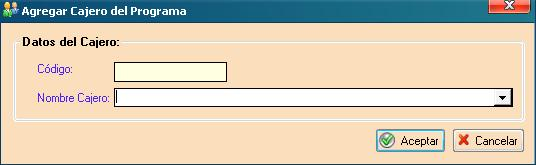 Agregar Cajero del Programa
Datos del Cajero:
Código:
Nombre Cajero:
Aceptar Cancelar